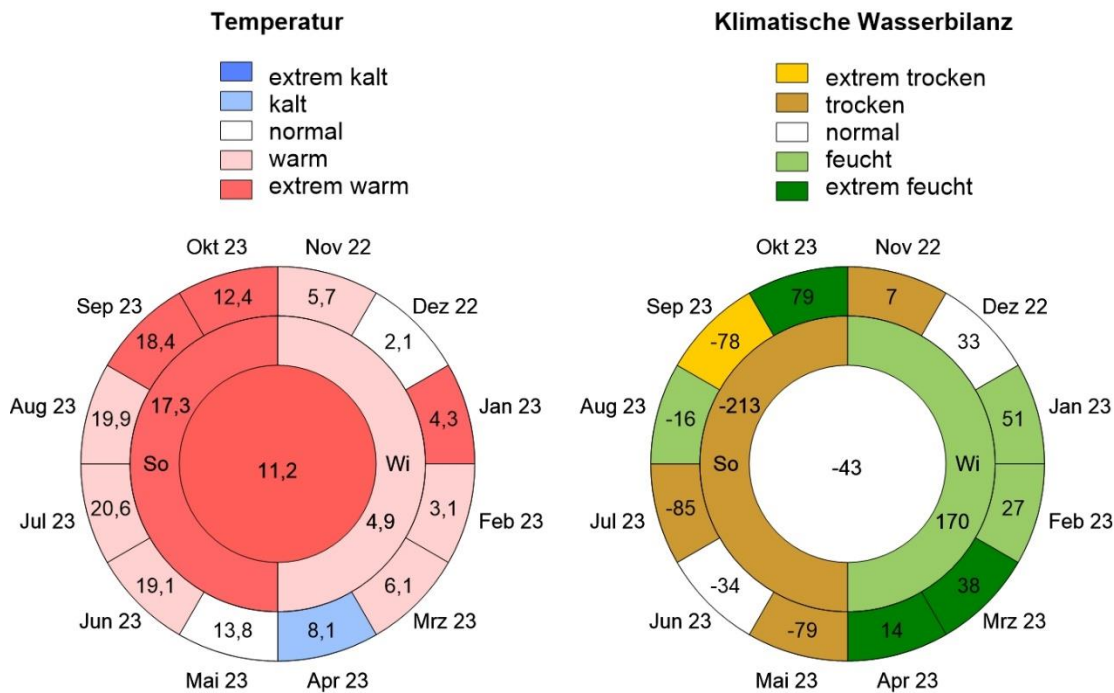 Temperatur
extrem kalt
kalt
normal
warm
extrem warm
Okt 23
Nov 22
Sep 23
12,4
5,7
Dez 22
18,4
2,1
Aug 23
19,9
17,3
4,3
Jan 23
So
11,2
Wi
Jul 23
20,6
4,9
3,1
Feb 23
19,1
6,1
Jun 23
13,8
8,1
Mrz 23
Mai 23
Apr 23
Klimatische Wasserbilanz
extrem trocken
trocken
normal
feucht
extrem feucht
Okt 23
Nov 22
Sep 23
79
7
Dez 22
-78
33
Aug 23
-16
-213
51
Jan 23
So
-43
Wi
Jul 23
-85
170
27
Feb 23
-34
38
Jun 23
-79
14
Mrz 23
Mai 23
Apr 23